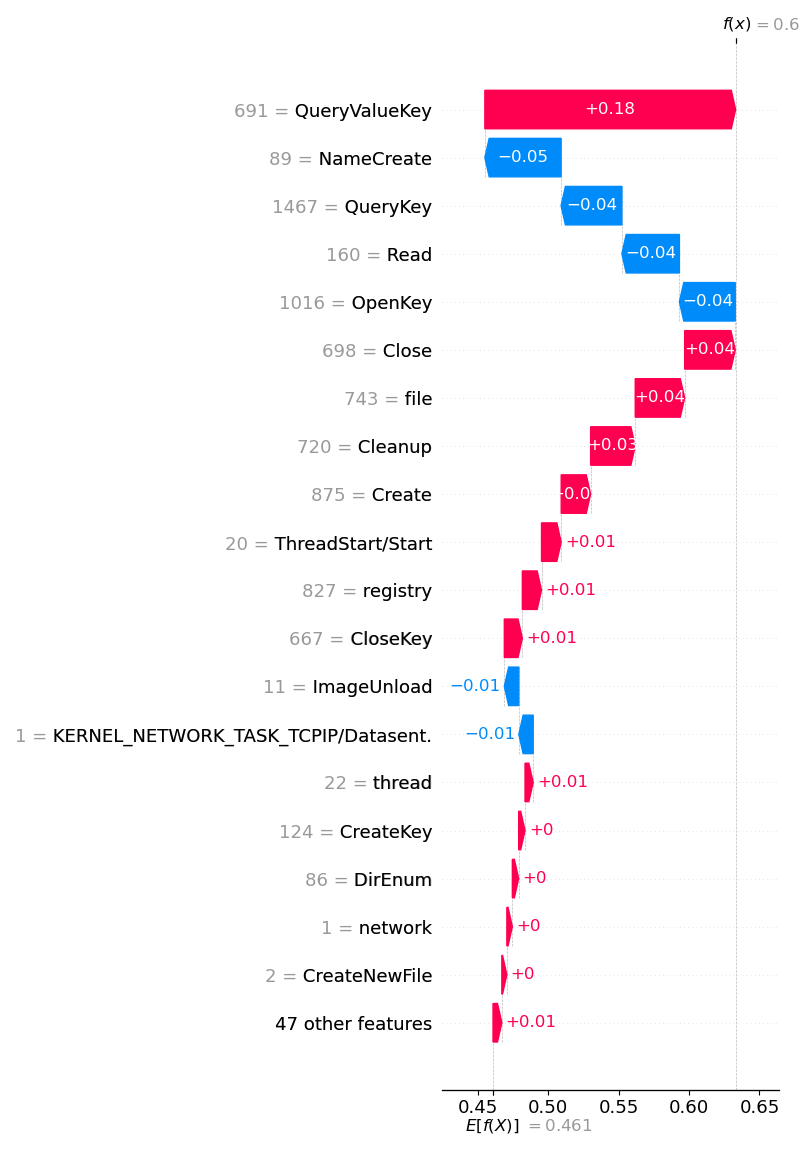 f(x) = 0.6
691 = QueryValueKey +0.18
89 = NameCreate −0.05
1467 = QueryKey −0.04
160 = Read −0.04
1016 = OpenKey −0.04
698 = Close +0.04
743 = file +0.04
720 = Cleanup +0.03
875 = Create
20 = ThreadStart/Start +0.01
827 = registry +0.01
667 = CloseKey +0.01
11 = ImageUnload −0.01
1 = KERNEL_NETWORK_TASK_TCPIP/Datasent. −0.01
22 = thread +0.01
124 = CreateKey +0
86 = DirEnum +0
1 = network +0
2 = CreateNewFile +0
47 other features +0.01
0.45 0.50 0.55 0.60 0.65
E[f(X)] = 0.461